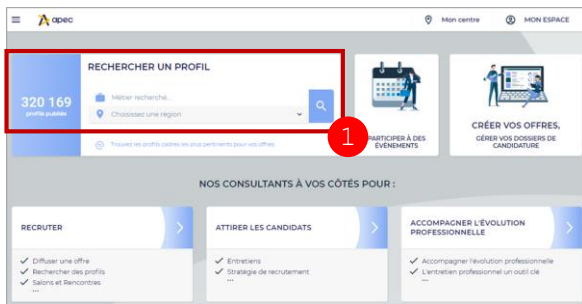 apec
Mon centre
MON ESPACE
RECHERCHER UN PROFIL
320 169
profils publiés
Métier recherché...
Choisissez une région
Trouvez les profils cadres les plus pertinents pour vos offres
1
PARTICIPER À DES
ÉVÈNEMENTS
CRÉER VOS OFFRES,
GÉRER VOS DOSSIERS DE
CANDIDATURE
NOS CONSULTANTS À VOS CÔTÉS POUR :
RECRUTER
Diffuser une offre
Rechercher des profils
Salons et Rencontres
...
ATTIRER LES CANDIDATS
Entretiens
Stratégie de recrutement
...
ACCOMPAGNER L'ÉVOLUTION
PROFESSIONNELLE
Accompagner l'évolution professionnelle
L'entretien professionnel un outil clé
...